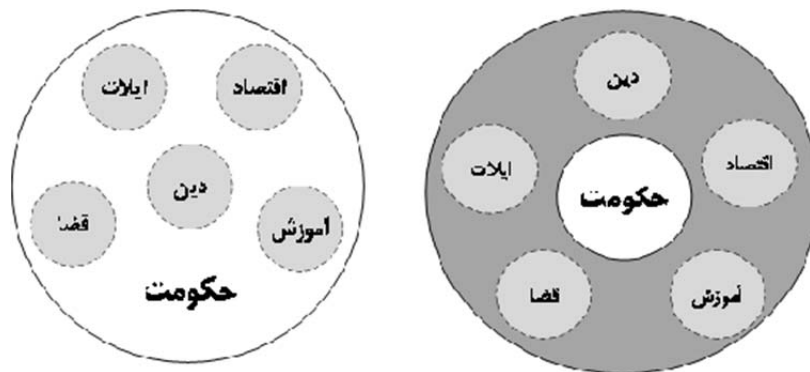 دین
ایلات
اقتصاد
حکومت
قضا
آموزش
اقتصاد
ایلات
دین
قضا
آموزش
حکومت